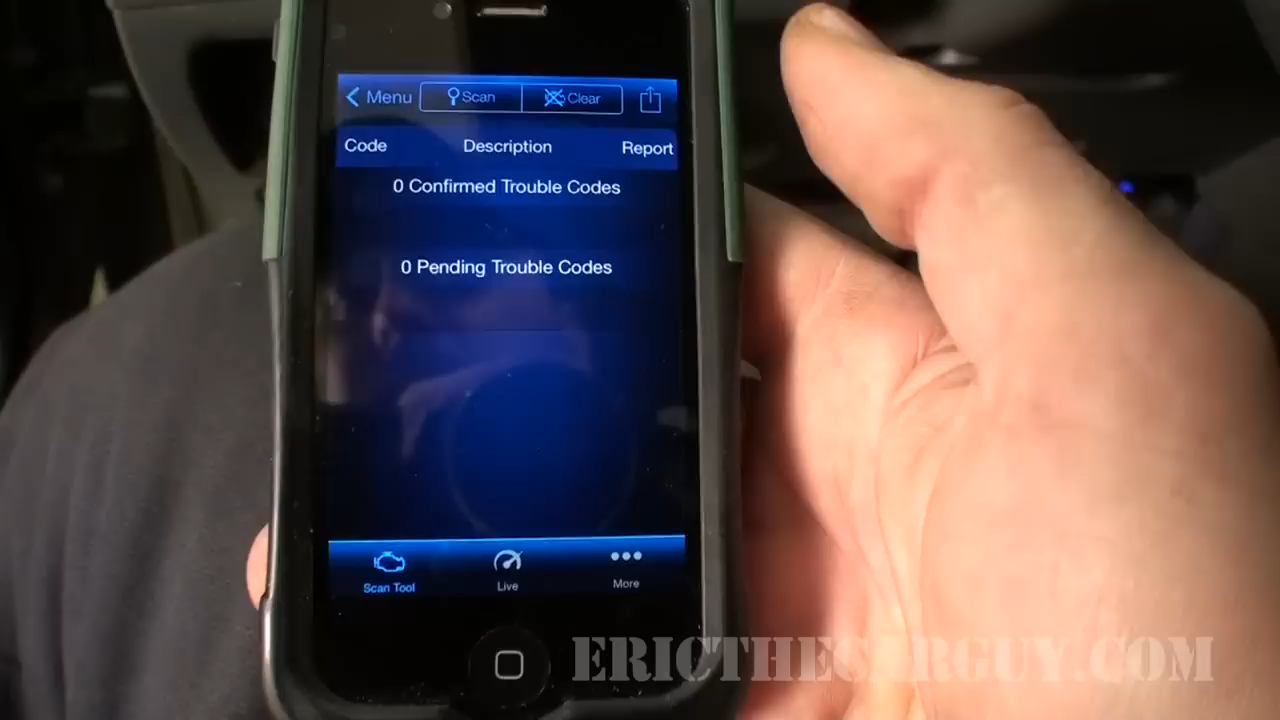 Menu Scan Clear
Code Description Report
0 Confirmed Trouble Codes
0 Pending Trouble Codes
Scan Tool Live More
ERICTHECARGUY.COM